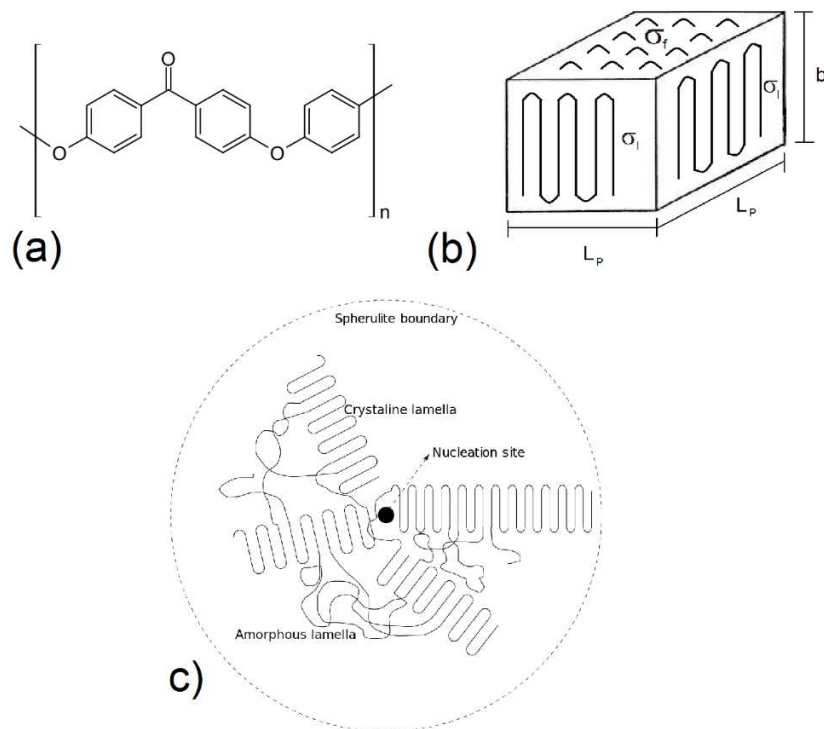 O
O
O
n
(a)
σf
σl
σl
b
LP
LP
(b)
Spherulite boundary
Crystaline lamella
Nucleation site
Amorphous lamella
c)